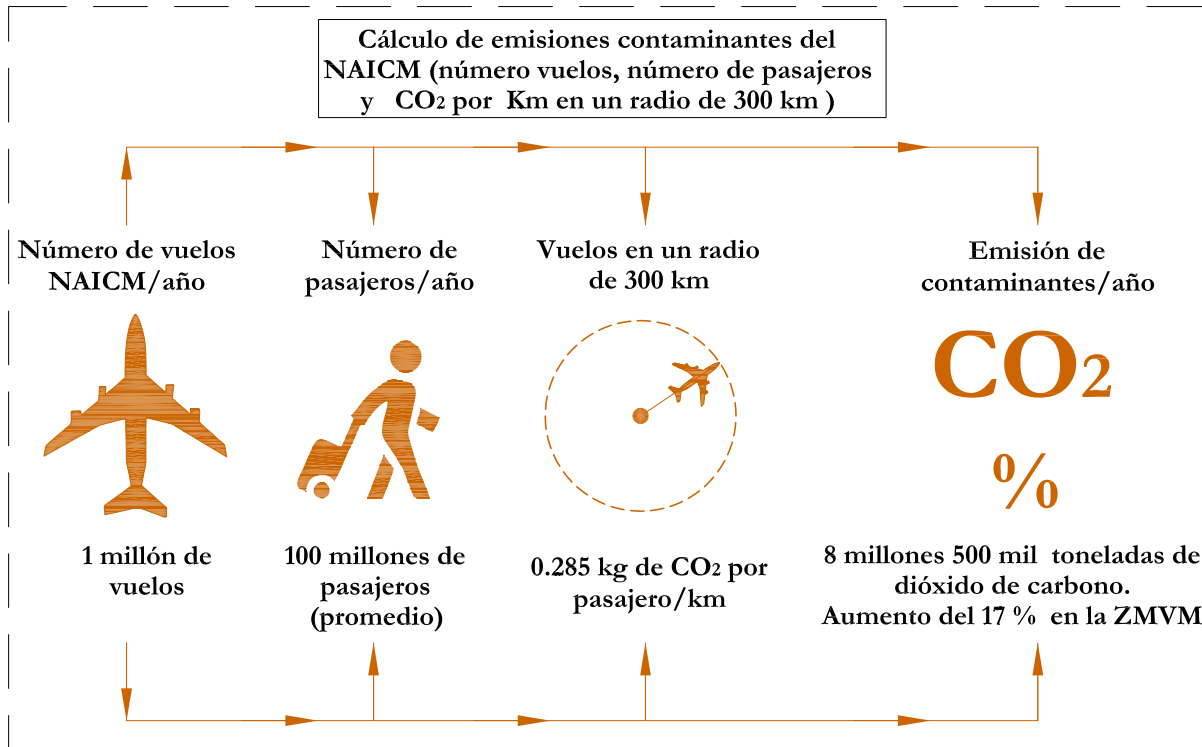 Cálculo de emisiones contaminantes del
NAICM (número vuelos, número de pasajeros
y CO2 por Km en un radio de 300 km )
Número de vuelos
NAICM/año
Número de
pasajeros/año
Vuelos en un radio
de 300 km
Emisión de
contaminantes/año
CO2
%
1 millón de
vuelos
100 millones de
pasajeros
(promedio)
0.285 kg de CO2 por
pasajero/km
8 millones 500 mil toneladas de
dióxido de carbono.
Aumento del 17 % en la ZMVM